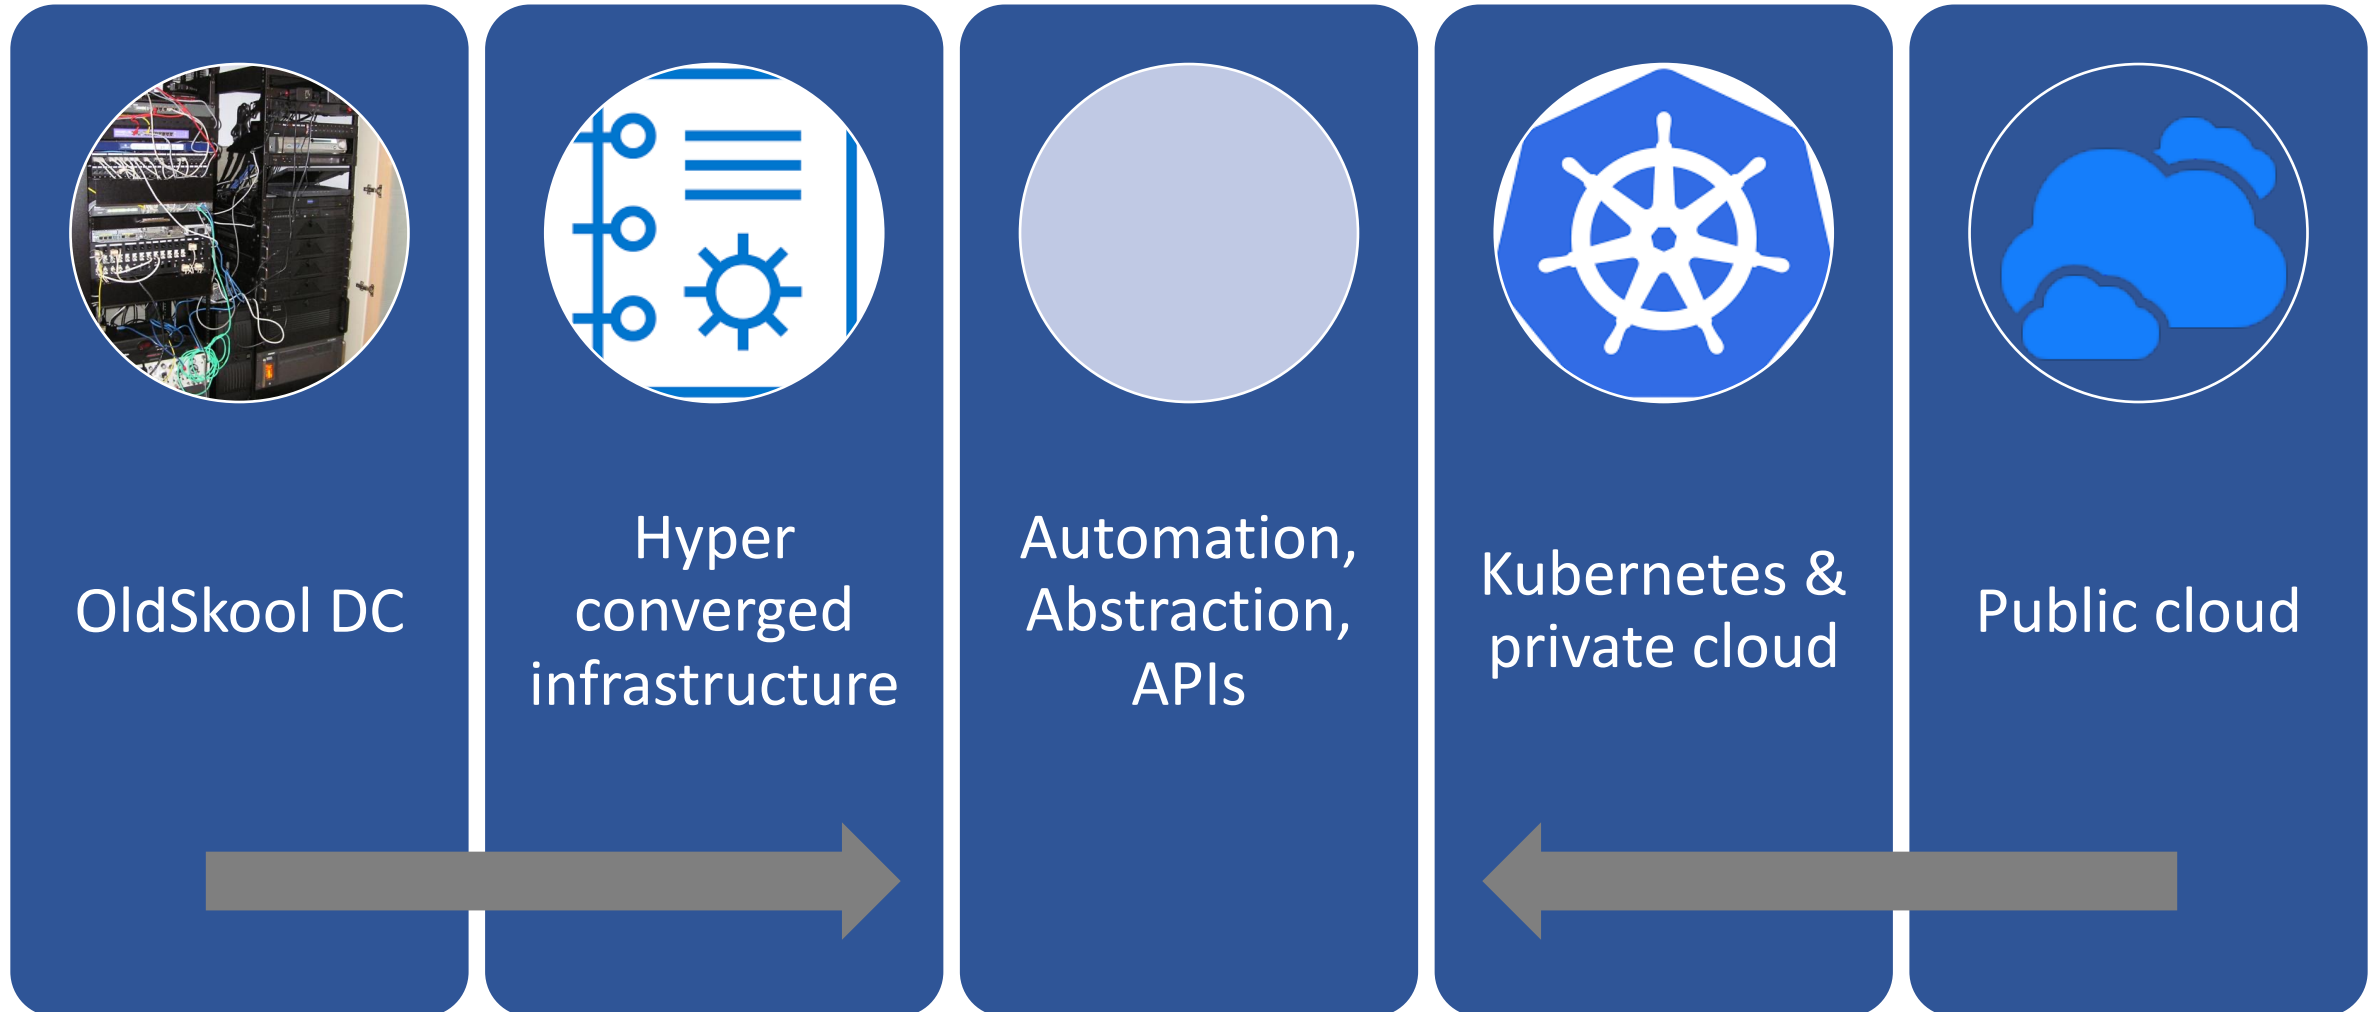 OldSkool DC
Hyper
converged
infrastructure
Automation,
Abstraction,
APIs
Kubernetes &
private cloud
Public cloud